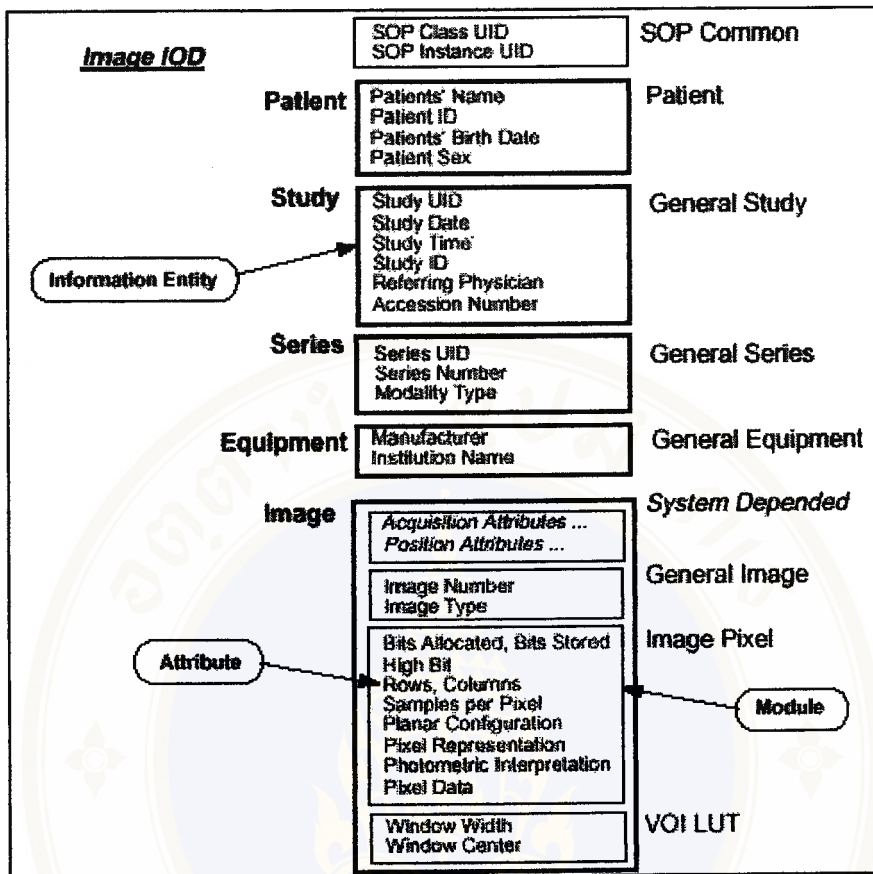 Image IOD
SOP Class UID
SOP Instance UID
SOP Common
Patient
Patients' Name
Patient ID
Patients' Birth Date
Patient Sex
Patient
Study
Study UID
Study Date
Study Time
Study ID
Referring Physician
Accession Number
General Study
Information Entity
Series
Series UID
Series Number
Modality Type
General Series
Equipment
Manufacturer
Institution Name
General Equipment
Image
Acquisition Attributes ...
Position Attributes ...
System Depended
Image Number
Image Type
General Image
Bits Allocated, Bits Stored
High Bit
Rows, Columns
Samples per Pixel
Planar Configuration
Pixel Representation
Photometric Interpretation
Pixel Data
Image Pixel
Attribute
Module
Window Width
Window Center
VOI LUT